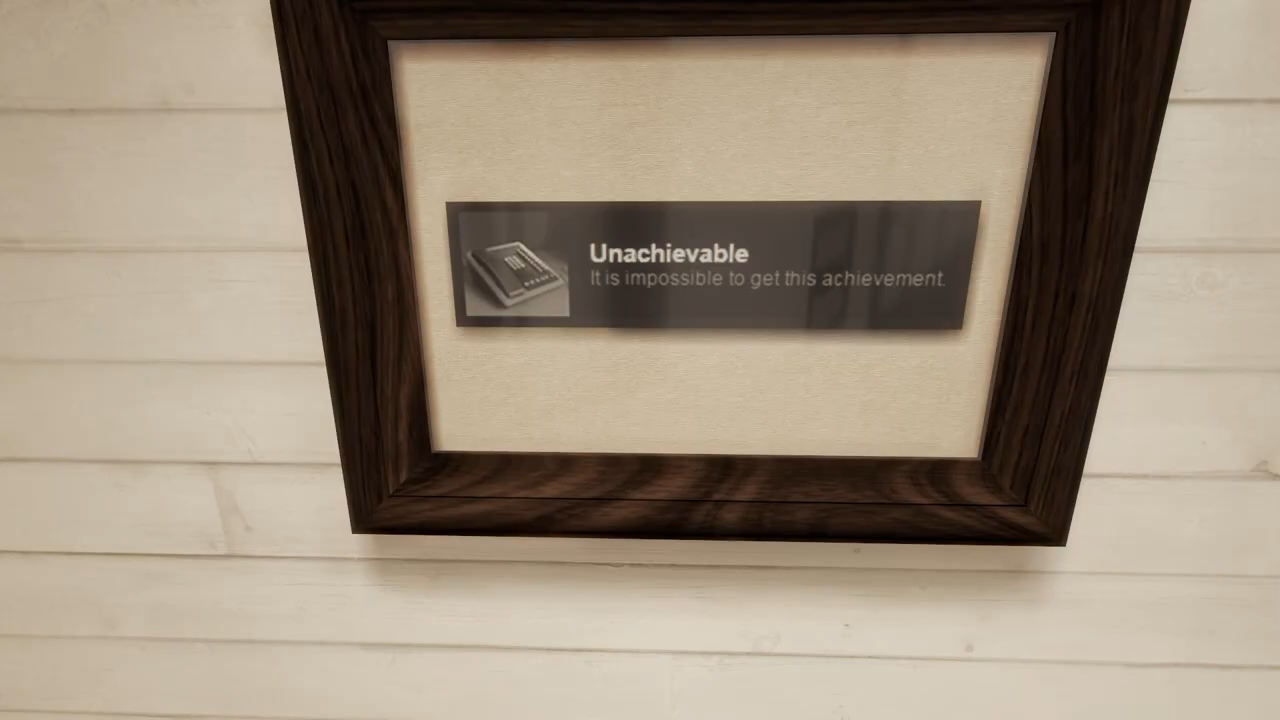 Unachievable
It is impossible to get this achievement.